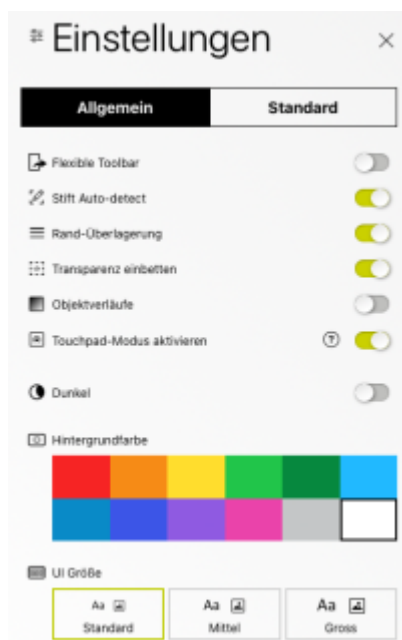 Einstellungen
Allgemein Standard
Flexible Toolbar
Stift Auto-detect
Rand-Überlagerung
Transparenz einbetten
Objektverläufe
Touchpad-Modus aktivieren ?
Dunkel
Hintergrundfarbe
UI Größe
Aa Aa Aa
Standard Mittel Gross